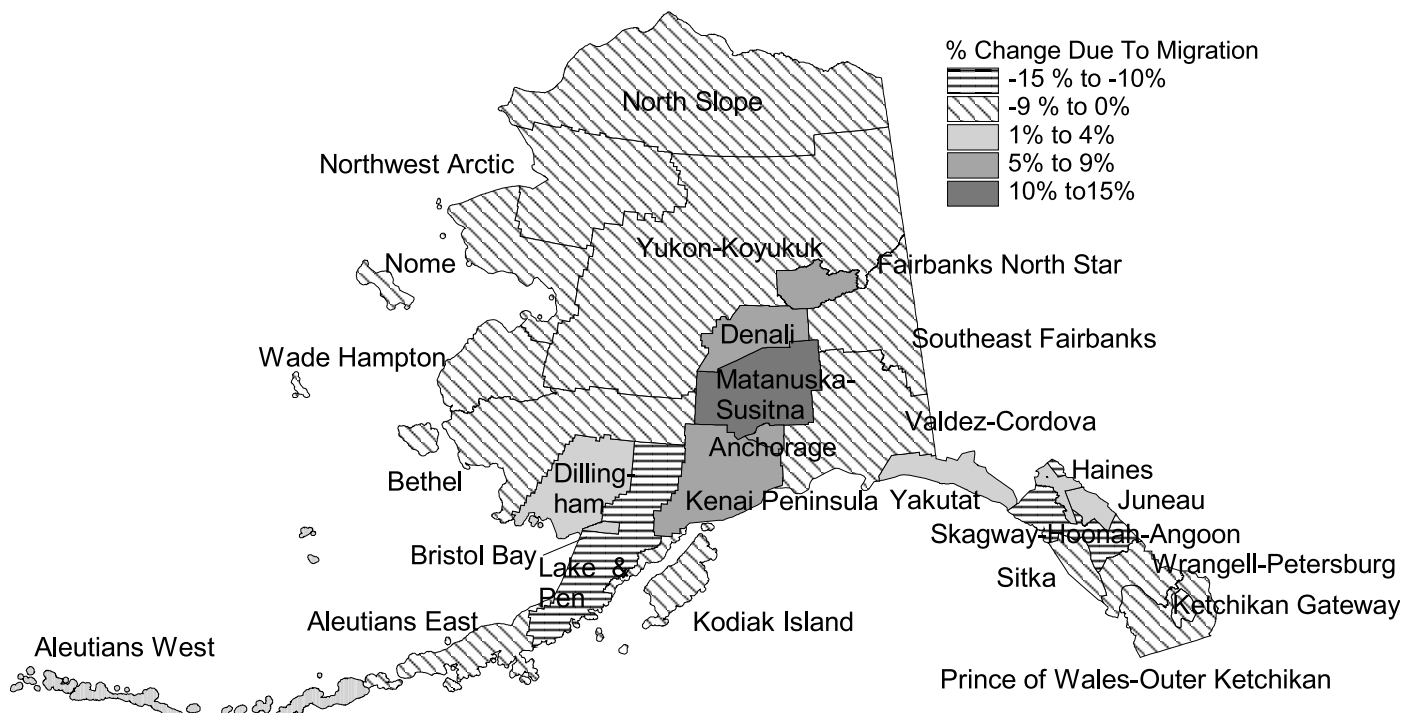 % Change Due To Migration
-15 % to -10%
-9 % to 0%
1% to 4%
5% to 9%
10% to15%
North Slope
Northwest Arctic
Yukon-Koyukuk
Fairbanks North Star
Nome
Denali
Southeast Fairbanks
Wade Hampton
Matanuska-
Susitna
Valdez-Cordova
Anchorage
Bethel
Dilling-
ham
Kenai Peninsula
Yakutat
Haines
Juneau
Skagway-Hoonah-Angoon
Bristol Bay
Lake &
Pen
Sitka
Wrangell-Petersburg
Ketchikan Gateway
Aleutians East
Kodiak Island
Aleutians West
Prince of Wales-Outer Ketchikan